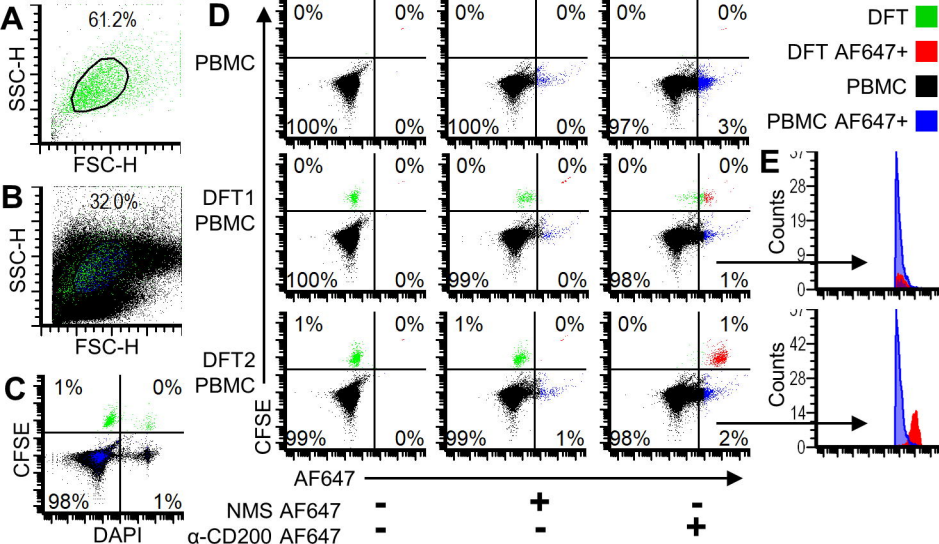 A
61.2%
SSC-H
FSC-H
B
32.0%
SSC-H
FSC-H
C
1% 0%
CFSE
98% 1%
DAPI
D
0% 0% 0% 0% 0% 0%
PBMC
100% 0% 100% 0% 97% 3%
0% 0% 0% 0% 0% 0%
DFT1
PBMC
100% 0% 99% 0% 98% 1%
1% 0% 1% 0% 0% 1%
DFT2
PBMC
CFSE
99% 0% 99% 1% 98% 2%
AF647
NMS AF647 - + -
α-CD200 AF647 - - +
DFT
DFT AF647+
PBMC
PBMC AF647+
E
Counts
37
28
19
9
0
Counts
57
42
28
14
0